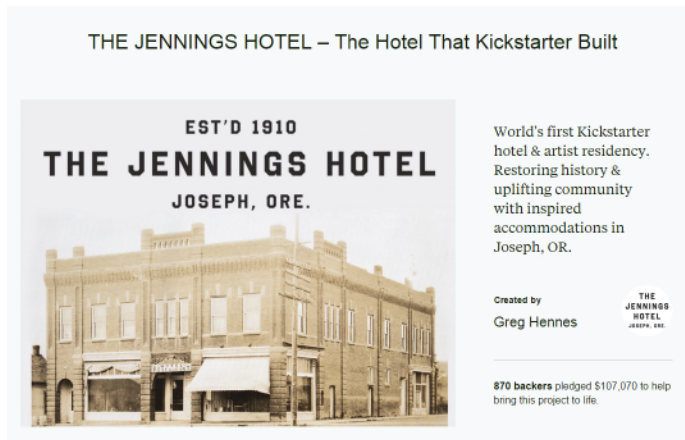 THE JENNINGS HOTEL – The Hotel That Kickstarter Built
EST'D 1910
THE JENNINGS HOTEL
JOSEPH, ORE.
World's first Kickstarter
hotel & artist residency.
Restoring history &
uplifting community
with inspired
accommodations in
Joseph, OR.
Created by
Greg Hennes
THE
JENNINGS
HOTEL
JOSEPH, ORE.
870 backers pledged $107,070 to help
bring this project to life.